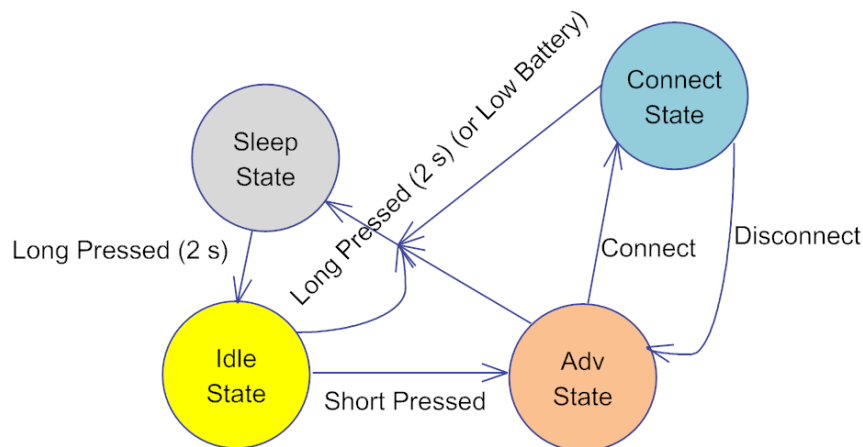 Connect
State
Sleep
State
Long Pressed (2 s) (or Low Battery)
Long Pressed (2 s)
Connect
Disconnect
Idle
State
Short Pressed
Adv
State